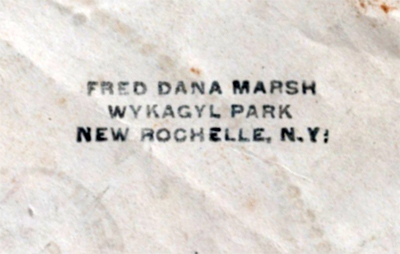 FRED DANA MARSH
WYKAGYL PARK
NEW ROCHELLE, N.Y.